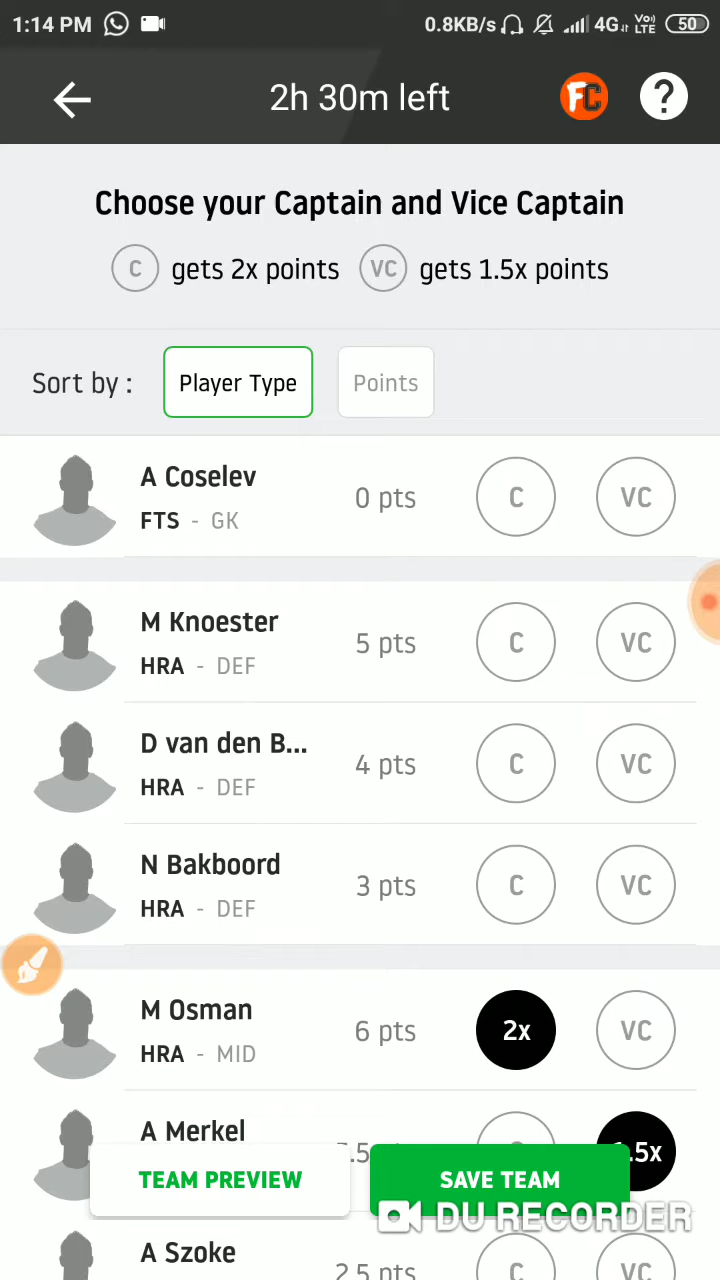 1:14 PM 0.8KB/s 4G Vo) LTE 50
2h 30m left FC ?
Choose your Captain and Vice Captain
C gets 2x points VC gets 1.5x points
Sort by : Player Type Points
A Coselev
FTS - GK 0 pts C VC
M Knoester
HRA - DEF 5 pts C VC
D van den B...
HRA - DEF 4 pts C VC
N Bakboord
HRA - DEF 3 pts C VC
M Osman
HRA - MID 6 pts 2x VC
A Merkel
TEAM PREVIEW SAVE TEAM
DU RECORDER
A Szoke
2.5 pts C VC